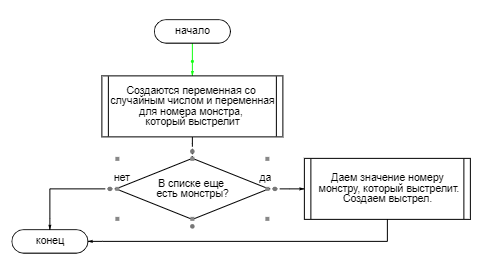 начало
Создаются переменная со
случайным числом и переменная
для номера монстра,
который выстрелит
нет
да
В списке еще
есть монстры?
Даем значение номеру
монстру, который выстрелит.
Создаем выстрел.
конец